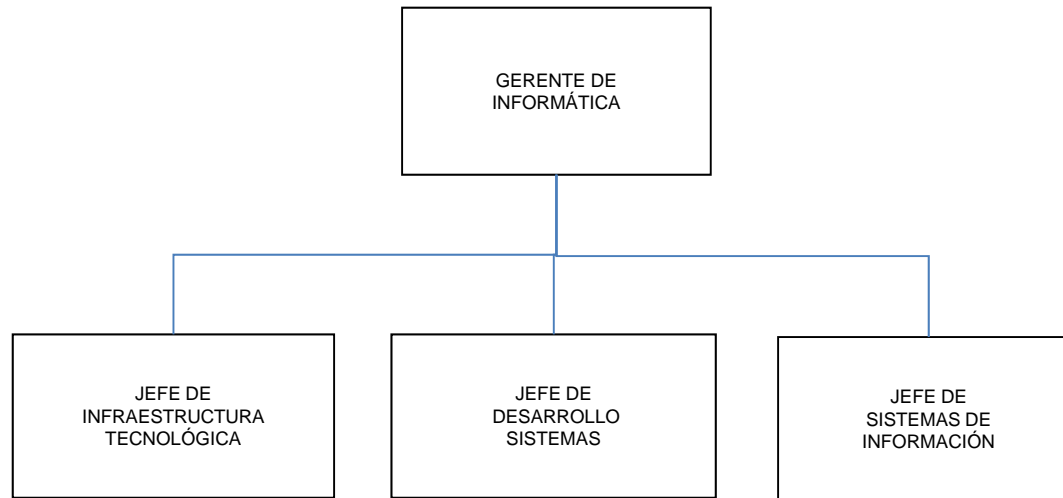 GERENTE DE
INFORMÁTICA
JEFE DE
INFRAESTRUCTURA
TECNOLÓGICA
JEFE DE
DESARROLLO
SISTEMAS
JEFE DE
SISTEMAS DE
INFORMACIÓN